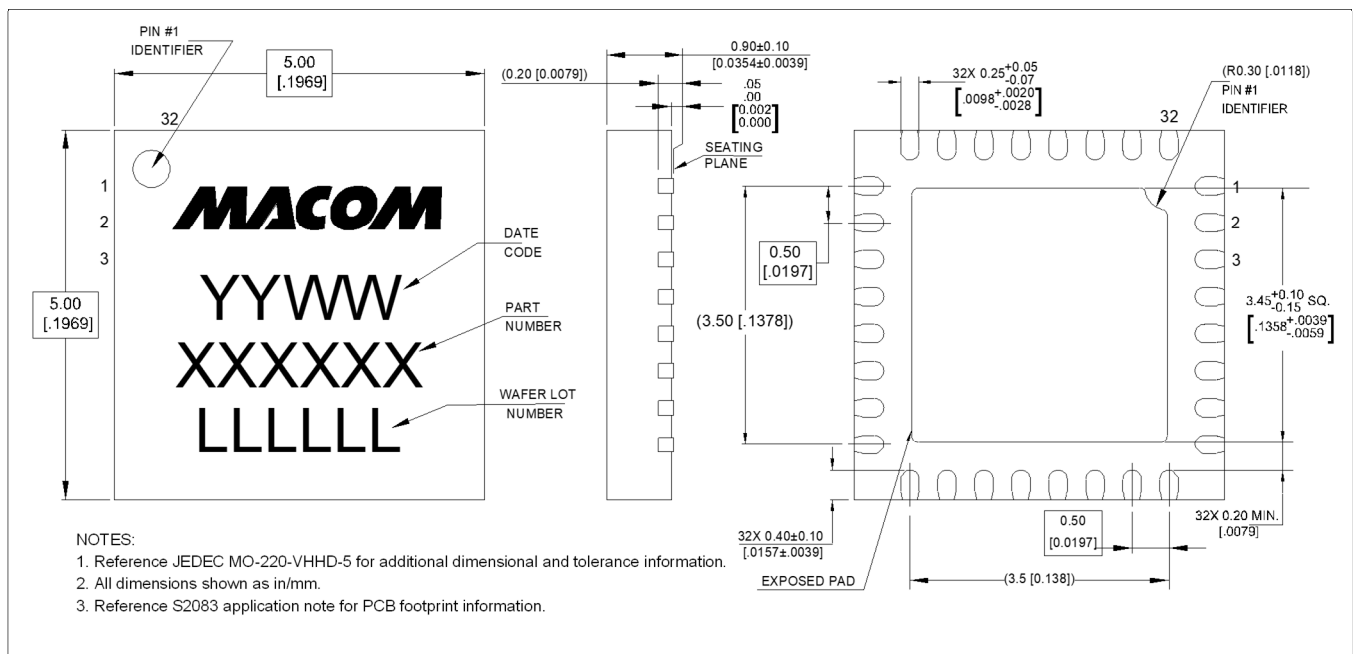 PIN #1
IDENTIFIER
5.00
[.1969]
32
1
2
3
5.00
[.1969]
MACOM
YYWW
XXXXXX
LLLLLL
DATE
CODE
PART
NUMBER
WAFER LOT
NUMBER
0.90±0.10
[0.0354±0.0039]
(0.20 [0.0079])
.05
.00
[0.002
0.000]
SEATING
PLANE
(3.50 [.1378])
32X 0.25+0.05
-0.07
[.0098+.0020
-.0028]
(R0.30 [.0118])
PIN #1
IDENTIFIER
32
1
2
3
0.50
[.0197]
3.45+0.10
-0.15 SQ.
[.1358+.0039
-.0059]
32X 0.40±0.10
[.0157±.0039]
EXPOSED PAD
0.50
[0.0197]
(3.5 [0.138])
32X 0.20 MIN.
[.0079]
NOTES:
1. Reference JEDEC MO-220-VHHD-5 for additional dimensional and tolerance information.
2. All dimensions shown as in/mm.
3. Reference S2083 application note for PCB footprint information.